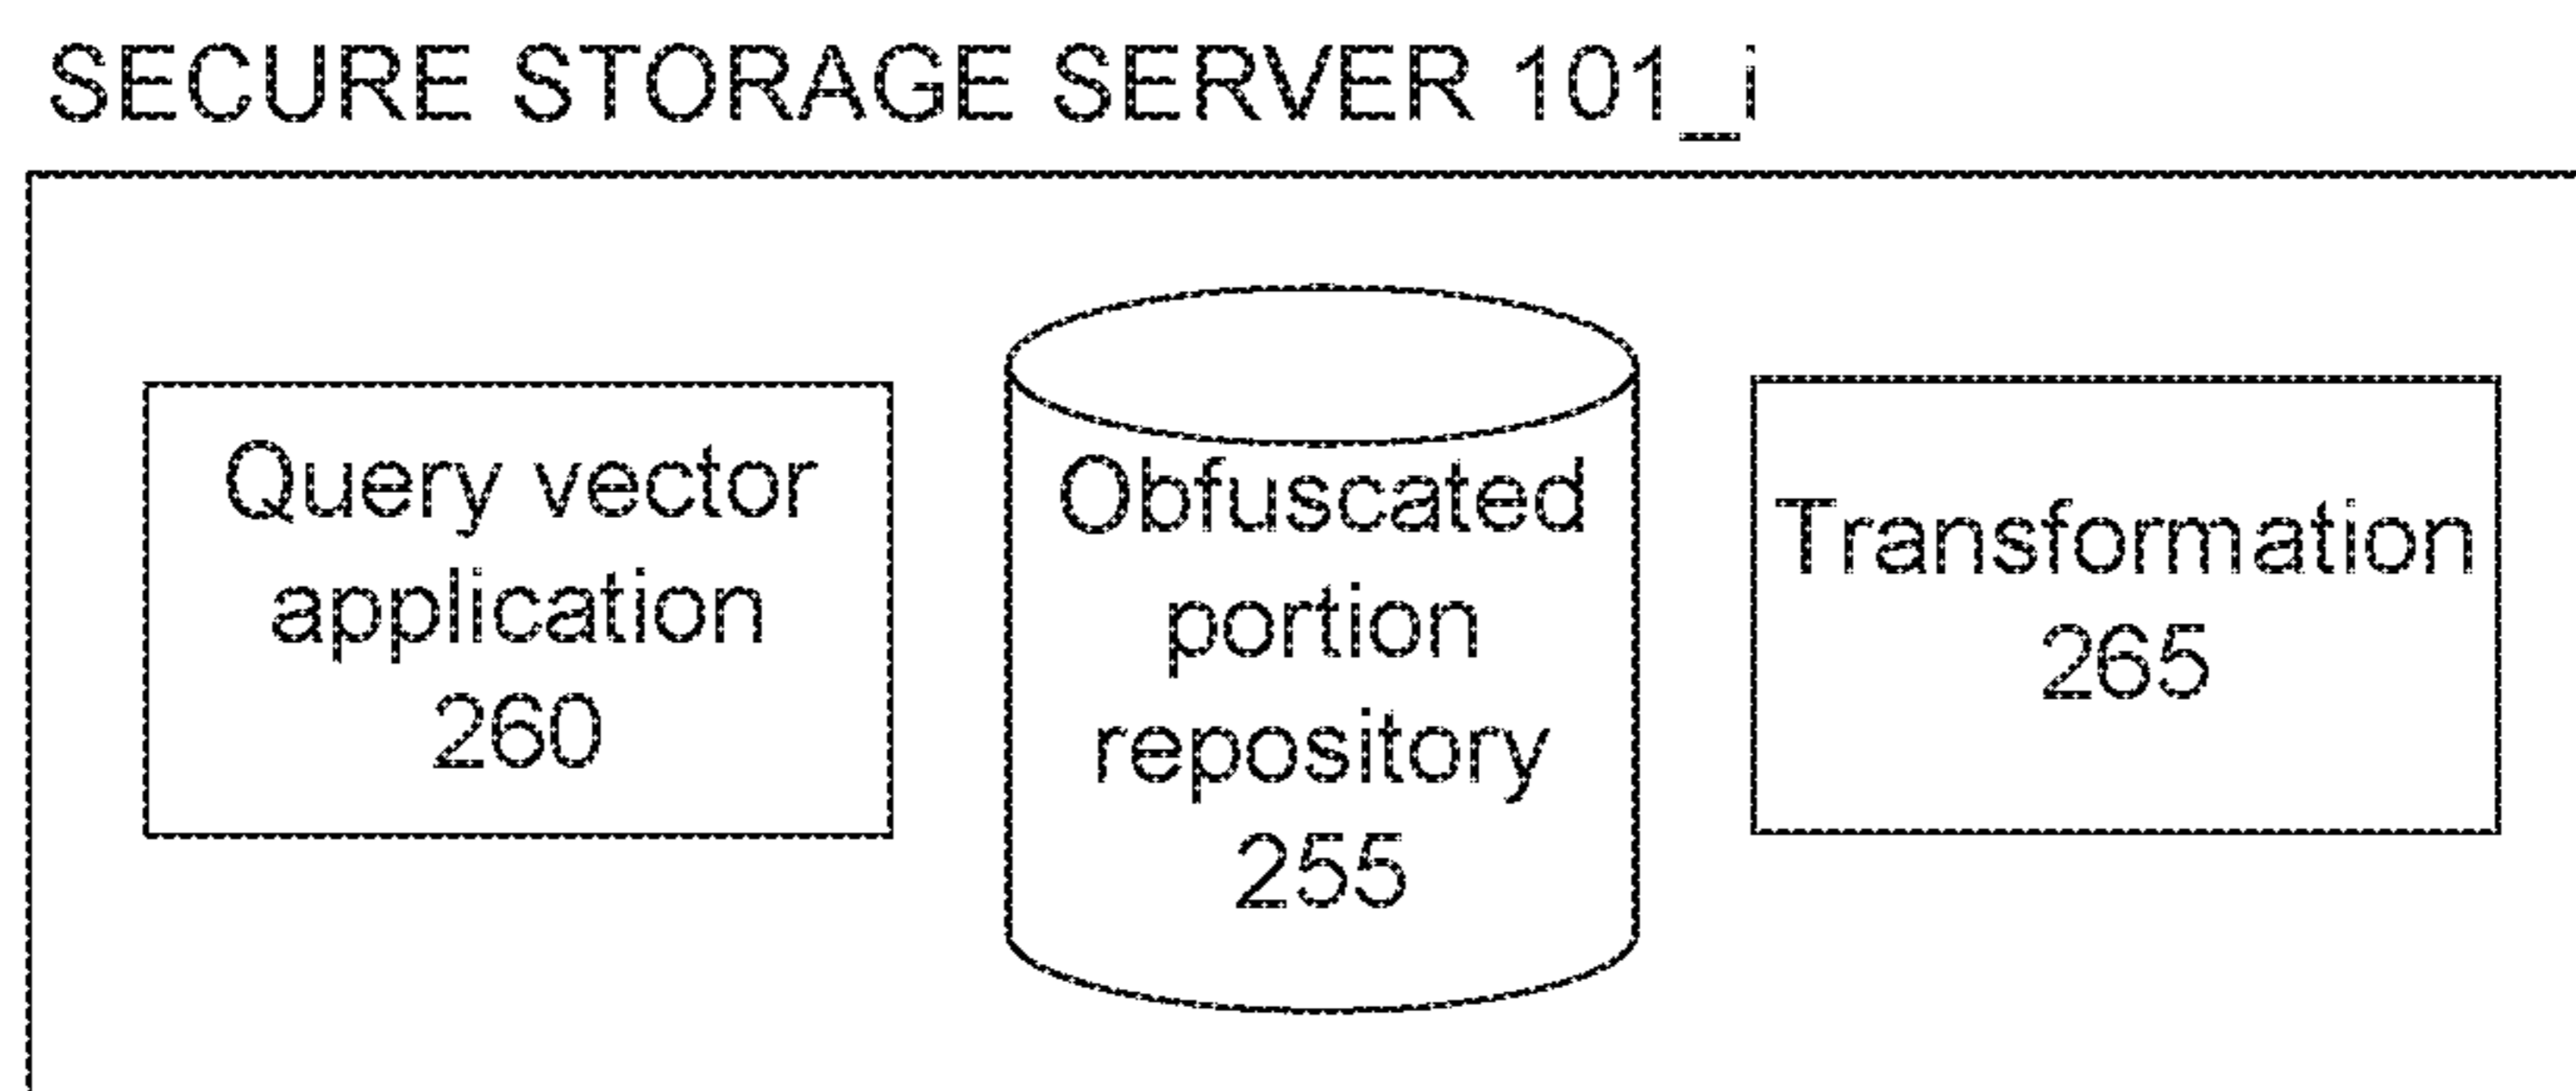 SECURE STORAGE SERVER 101_i
Query vector
application
260
Obfuscated
portion
repository
255
Transformation
265